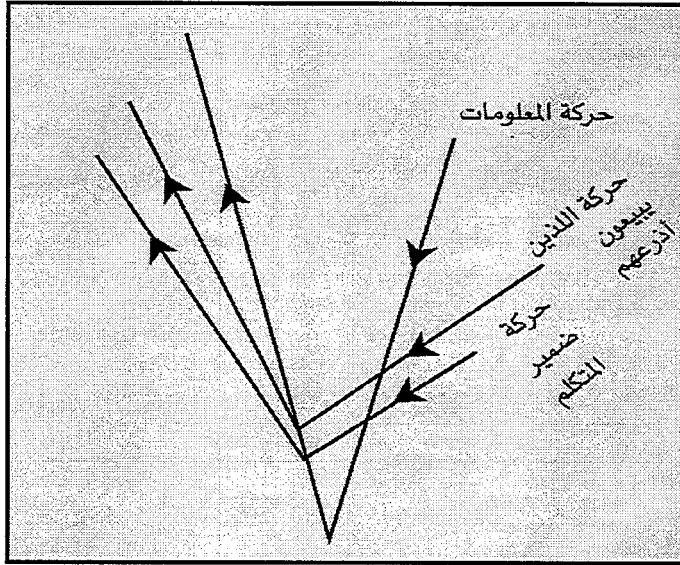 حركة المعلومات
حركة اللذين
يبيعون
أذرعهم
حركة
ضمير
المتكلم